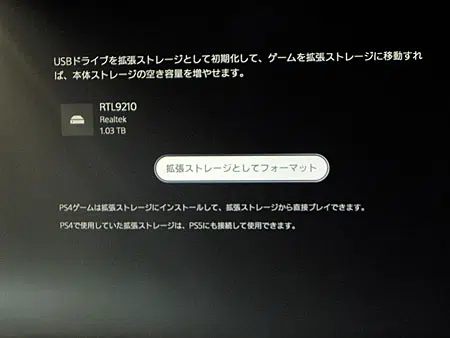 USBドライブを拡張ストレージとして初期化して、ゲームを拡張ストレージに移動すれ
ば、本体ストレージの空き容量を増やせます。
RTL9210
Realtek
1.03 TB
拡張ストレージとしてフォーマット
PS4ゲームは拡張ストレージにインストールして、拡張ストレージから直接プレイできます。
PS4で使用していた拡張ストレージは、PS5にも接続して使用できます。